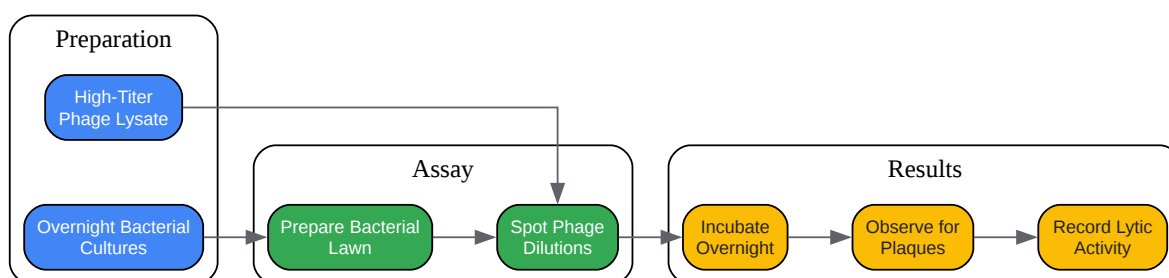 Preparation
High-Titer
Phage Lysate
Overnight Bacterial
Cultures
Assay
Prepare Bacterial
Lawn
Spot Phage
Dilutions
Results
Incubate
Overnight
Observe for
Plaques
Record Lytic
Activity